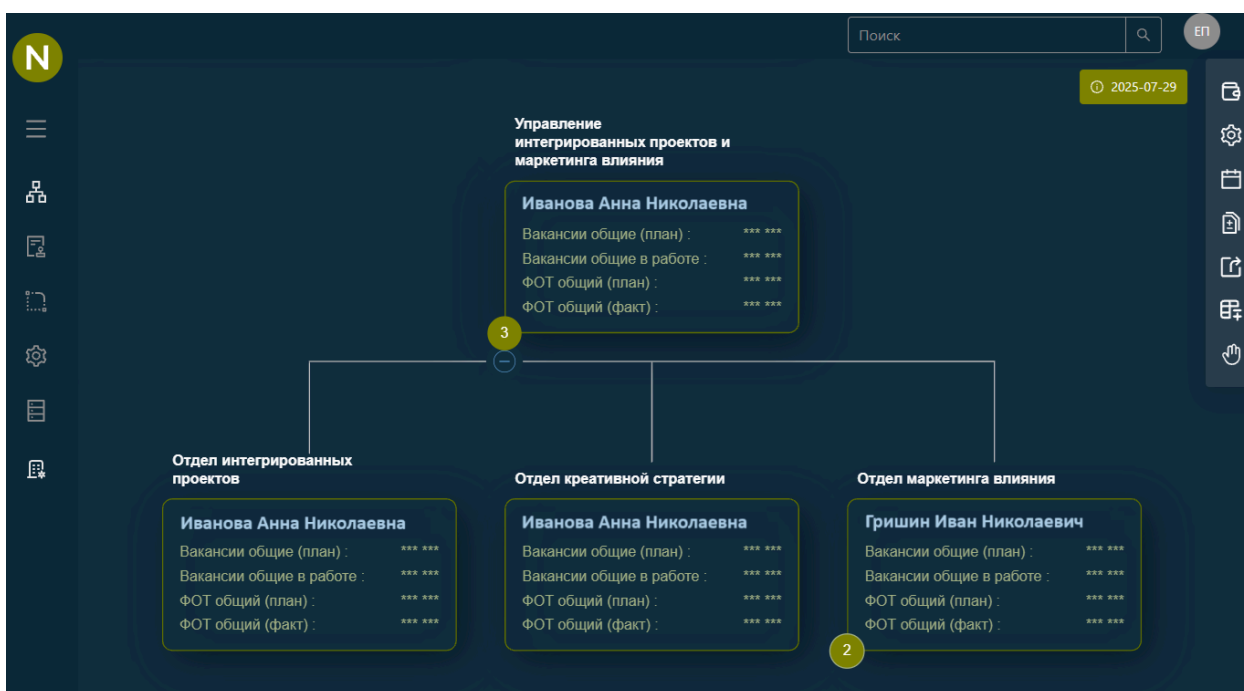 N
Поиск
ЕП
2025-07-29
Управление
интегрированных проектов и
маркетинга влияния
Иванова Анна Николаевна
Вакансии общие (план) : *** ***
Вакансии общие в работе : *** ***
ФОТ общий (план) : *** ***
ФОТ общий (факт) : *** ***
3
Отдел интегрированных
проектов
Иванова Анна Николаевна
Вакансии общие (план) : *** ***
Вакансии общие в работе : *** ***
ФОТ общий (план) : *** ***
ФОТ общий (факт) : *** ***
Отдел креативной стратегии
Иванова Анна Николаевна
Вакансии общие (план) : *** ***
Вакансии общие в работе : *** ***
ФОТ общий (план) : *** ***
ФОТ общий (факт) : *** ***
Отдел маркетинга влияния
Гришин Иван Николаевич
Вакансии общие (план) : *** ***
Вакансии общие в работе : *** ***
ФОТ общий (план) : *** ***
ФОТ общий (факт) : *** ***
2